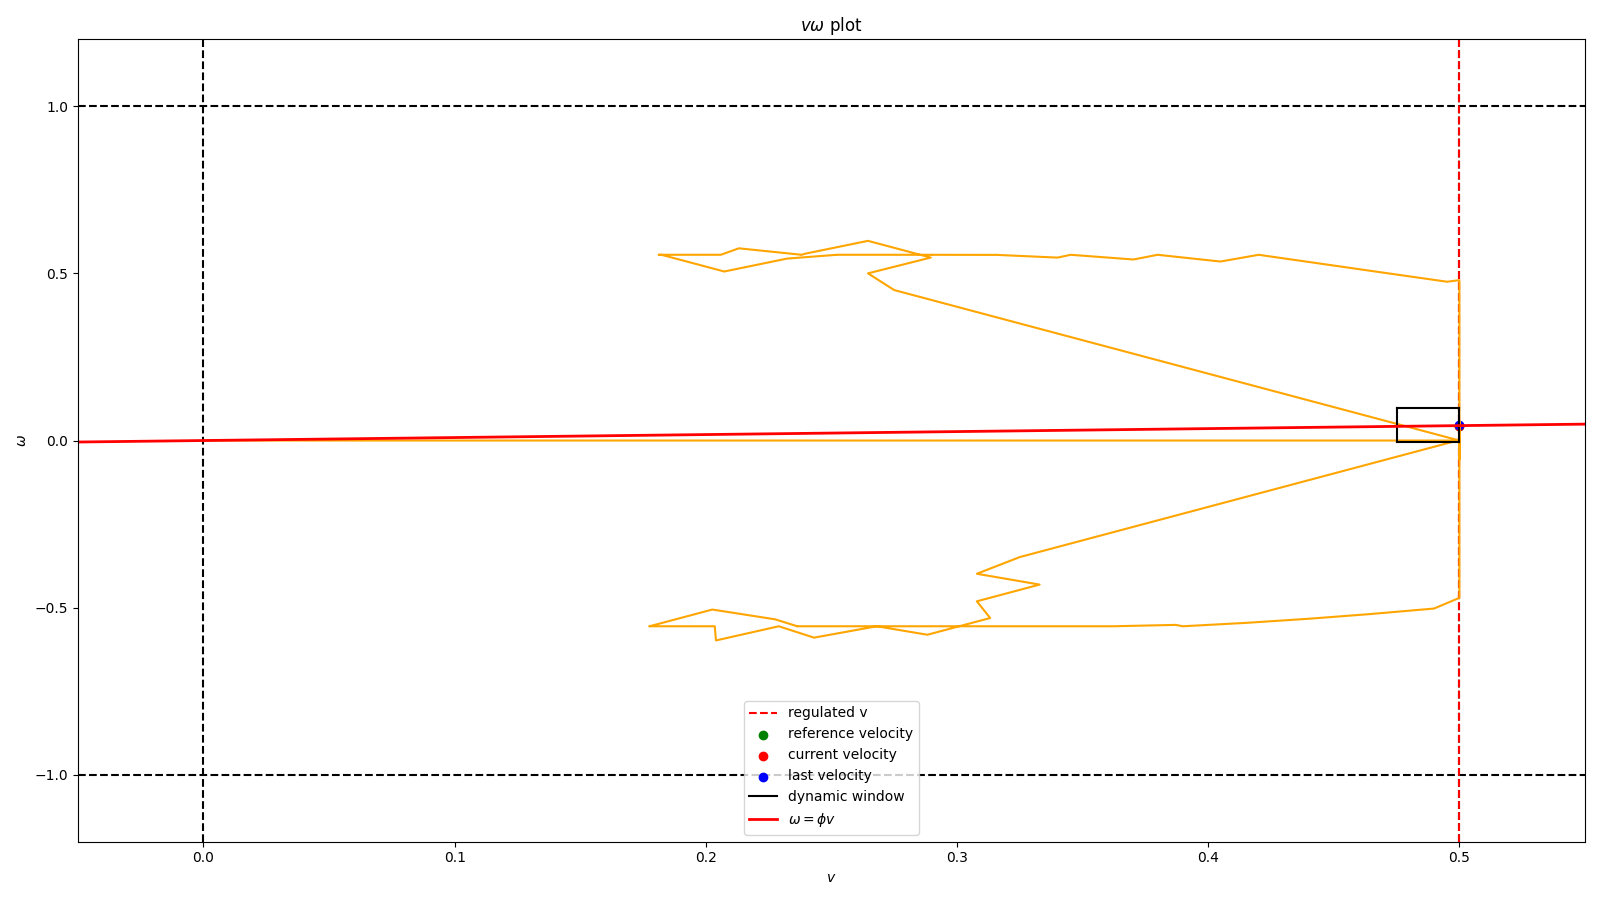 vω plot
1.0
0.5
0.0
−0.5
−1.0
ω
0.0 0.1 0.2 0.3 0.4 0.5
v
regulated v
reference velocity
current velocity
last velocity
dynamic window
ω = ϕv